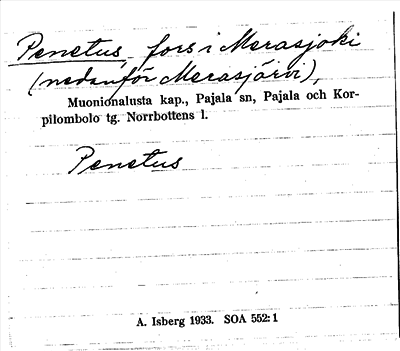 Penetus, fors i Merasjoki
(nedanför Merasjärvi),
Muonionalusta kap., Pajala sn, Pajala och Kor-
pilombolo tg. Norrbottens l.
Penetus
A. Isberg 1933. SOA 552:1